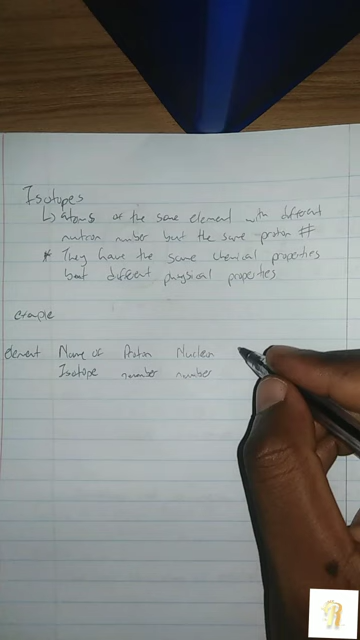 Isotopes
↳ atoms of the same element with different
nutron number but the same proton #
* They have the same chemical properties
but different physical properties
example
element Name of Proton Nucleon
Isotope number number